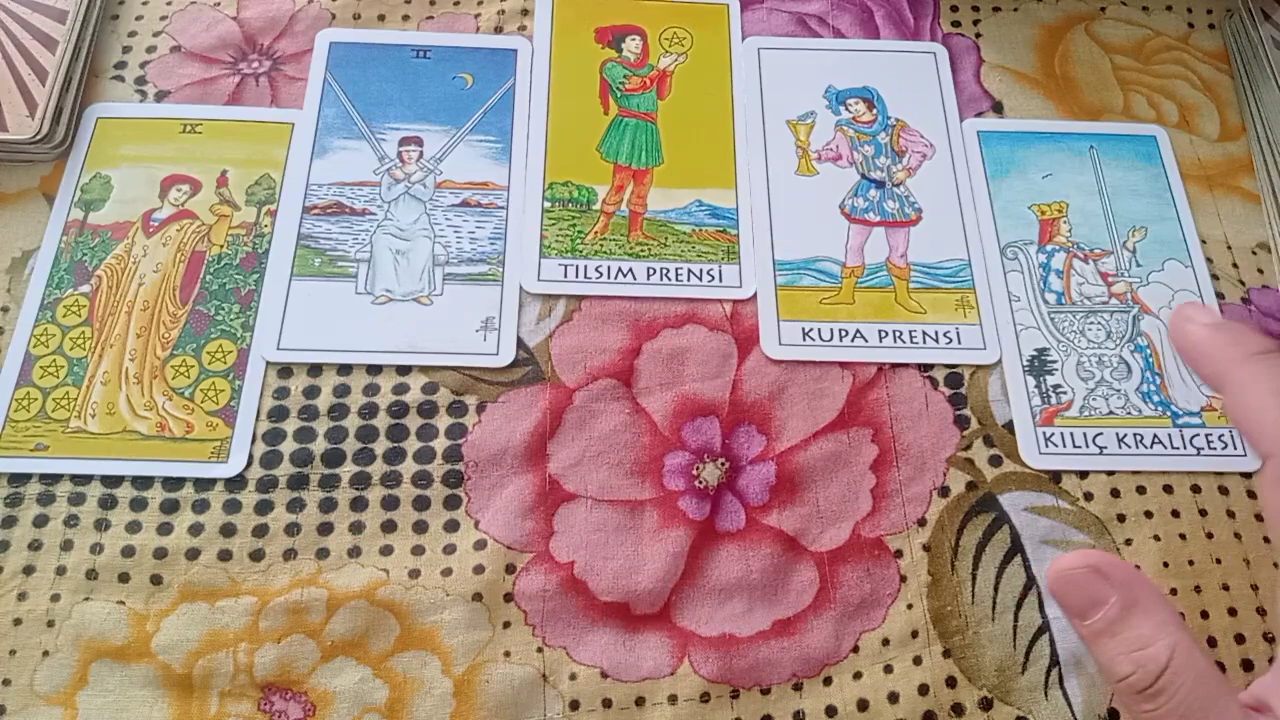 IX
II
TILSIM PRENSİ
KUPA PRENSİ
KILIÇ KRALİÇESİ